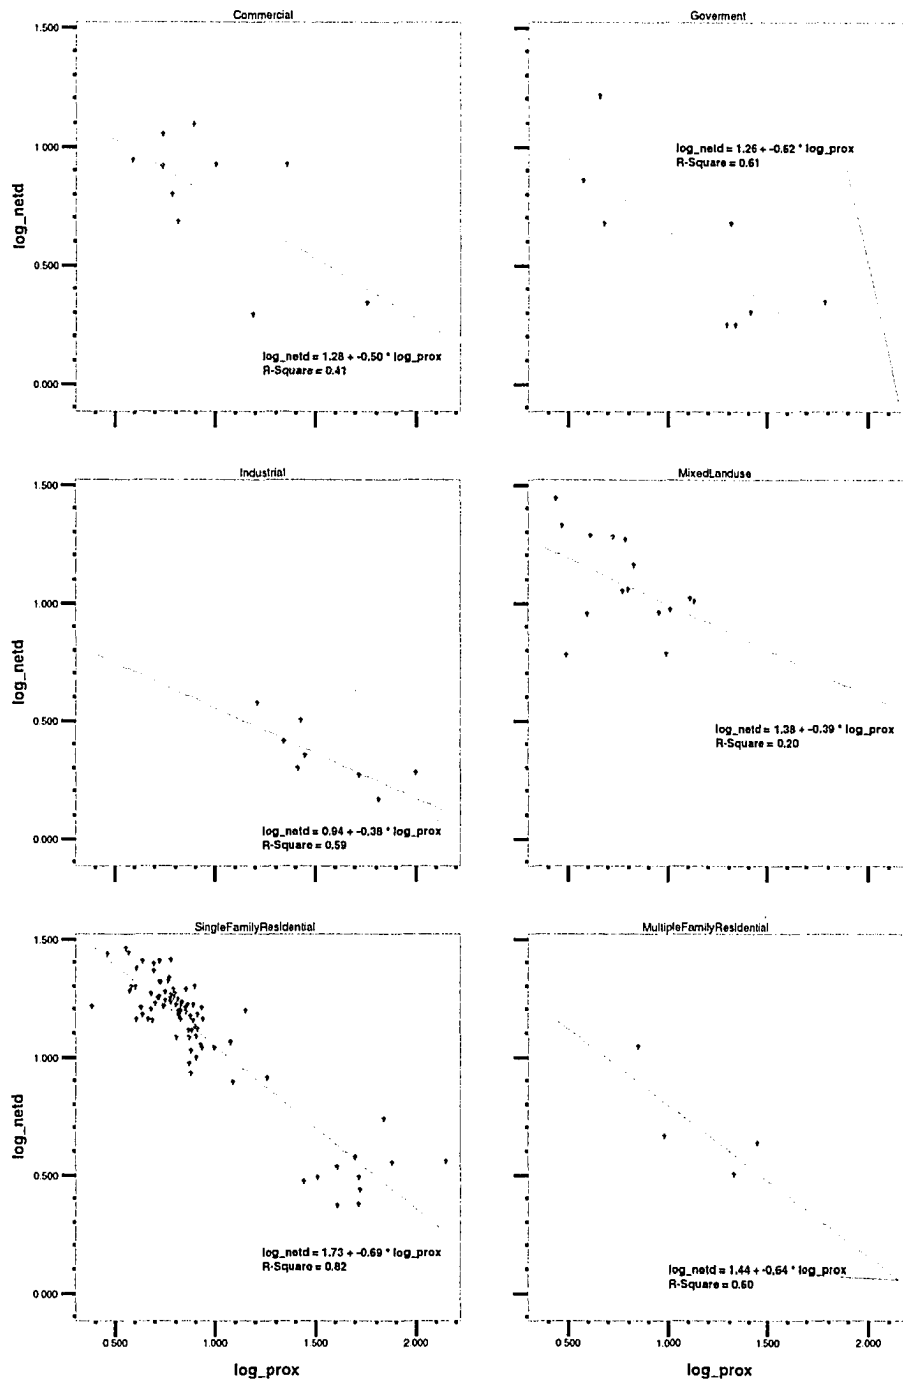 Commercial
Goverment
1.500
1.000
0.500
0.000
log_netd
log_netd = 1.28 + -0.50 * log_prox
R-Square = 0.41
log_netd = 1.26 + -0.62 * log_prox
R-Square = 0.61
Industrial
MixedLanduse
1.500
1.000
0.500
0.000
log_netd
log_netd = 0.94 + -0.38 * log_prox
R-Square = 0.59
log_netd = 1.38 + -0.39 * log_prox
R-Square = 0.20
SingleFamilyResidential
MultipleFamilyResidential
1.500
1.000
0.500
0.000
log_netd
log_netd = 1.73 + -0.69 * log_prox
R-Square = 0.82
log_netd = 1.44 + -0.64 * log_prox
R-Square = 0.60
0.500 1.000 1.500 2.000
0.500 1.000 1.500 2.000
log_prox
log_prox